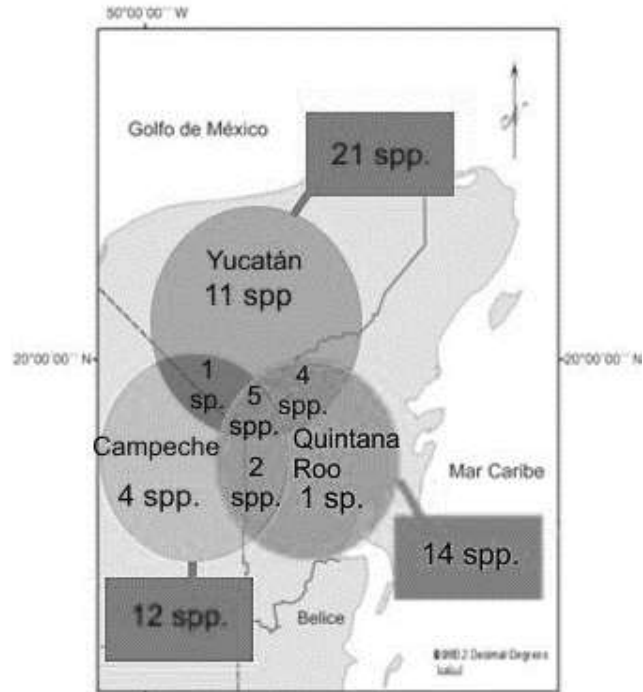 50°00´00´´ W
Golfo de México
21 spp.
Yucatán
11 spp
20°00´00´´ N
20°00´00´´ N
1
sp.
4
spp.
5
spp.
Campeche
4 spp.
Quintana
Roo
1 sp.
2
spp.
Mar Caribe
14 spp.
12 spp.
Belice
Decimal Degrees